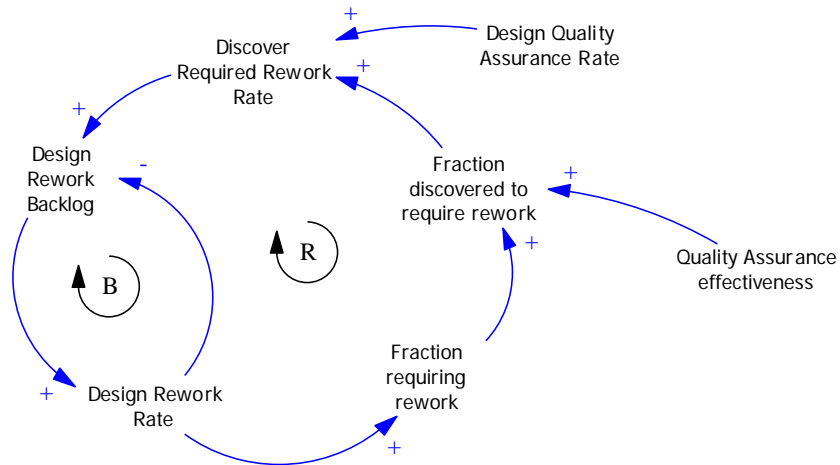 +
Discover
Required Rework
Rate
+
Design Quality
Assurance Rate
+
Design
Rework
Backlog
-
Fraction
discovered to
require rework
+
R
+
Quality Assurance
effectiveness
B
Fraction
requiring
rework
+
Design Rework
Rate
+